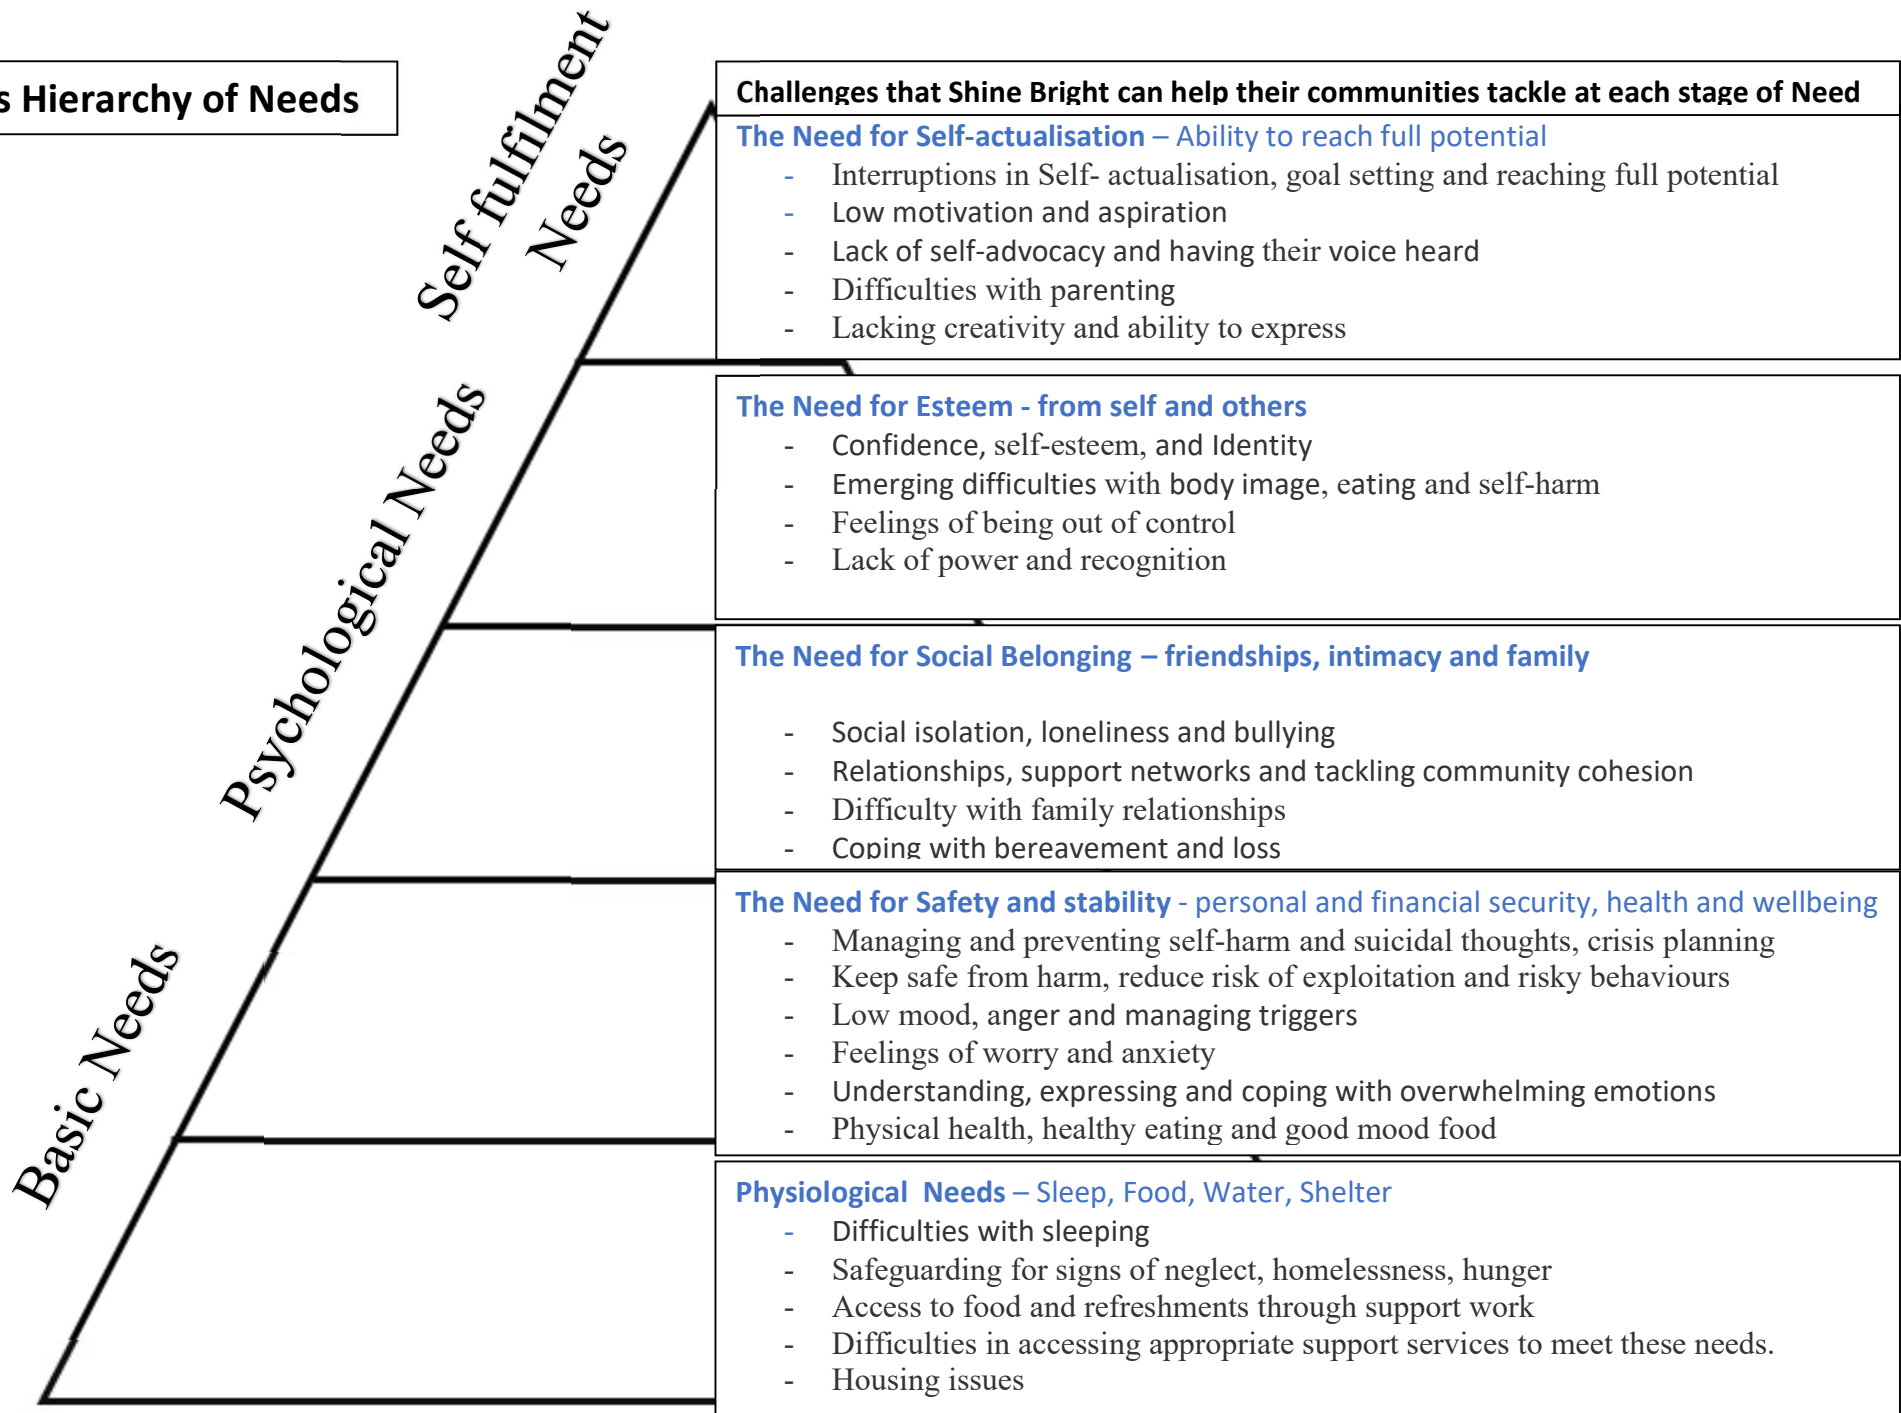 s Hierarchy of Needs
Self fulfilment
Needs
Psychological Needs
Basic Needs
Challenges that Shine Bright can help their communities tackle at each stage of Need
The Need for Self-actualisation – Ability to reach full potential
- Interruptions in Self- actualisation, goal setting and reaching full potential
- Low motivation and aspiration
- Lack of self-advocacy and having their voice heard
- Difficulties with parenting
- Lacking creativity and ability to express
The Need for Esteem - from self and others
- Confidence, self-esteem, and Identity
- Emerging difficulties with body image, eating and self-harm
- Feelings of being out of control
- Lack of power and recognition
The Need for Social Belonging – friendships, intimacy and family
- Social isolation, loneliness and bullying
- Relationships, support networks and tackling community cohesion
- Difficulty with family relationships
- Coping with bereavement and loss
The Need for Safety and stability - personal and financial security, health and wellbeing
- Managing and preventing self-harm and suicidal thoughts, crisis planning
- Keep safe from harm, reduce risk of exploitation and risky behaviours
- Low mood, anger and managing triggers
- Feelings of worry and anxiety
- Understanding, expressing and coping with overwhelming emotions
- Physical health, healthy eating and good mood food
Physiological  Needs – Sleep, Food, Water, Shelter
- Difficulties with sleeping
- Safeguarding for signs of neglect, homelessness, hunger
- Access to food and refreshments through support work
- Difficulties in accessing appropriate support services to meet these needs.
- Housing issues